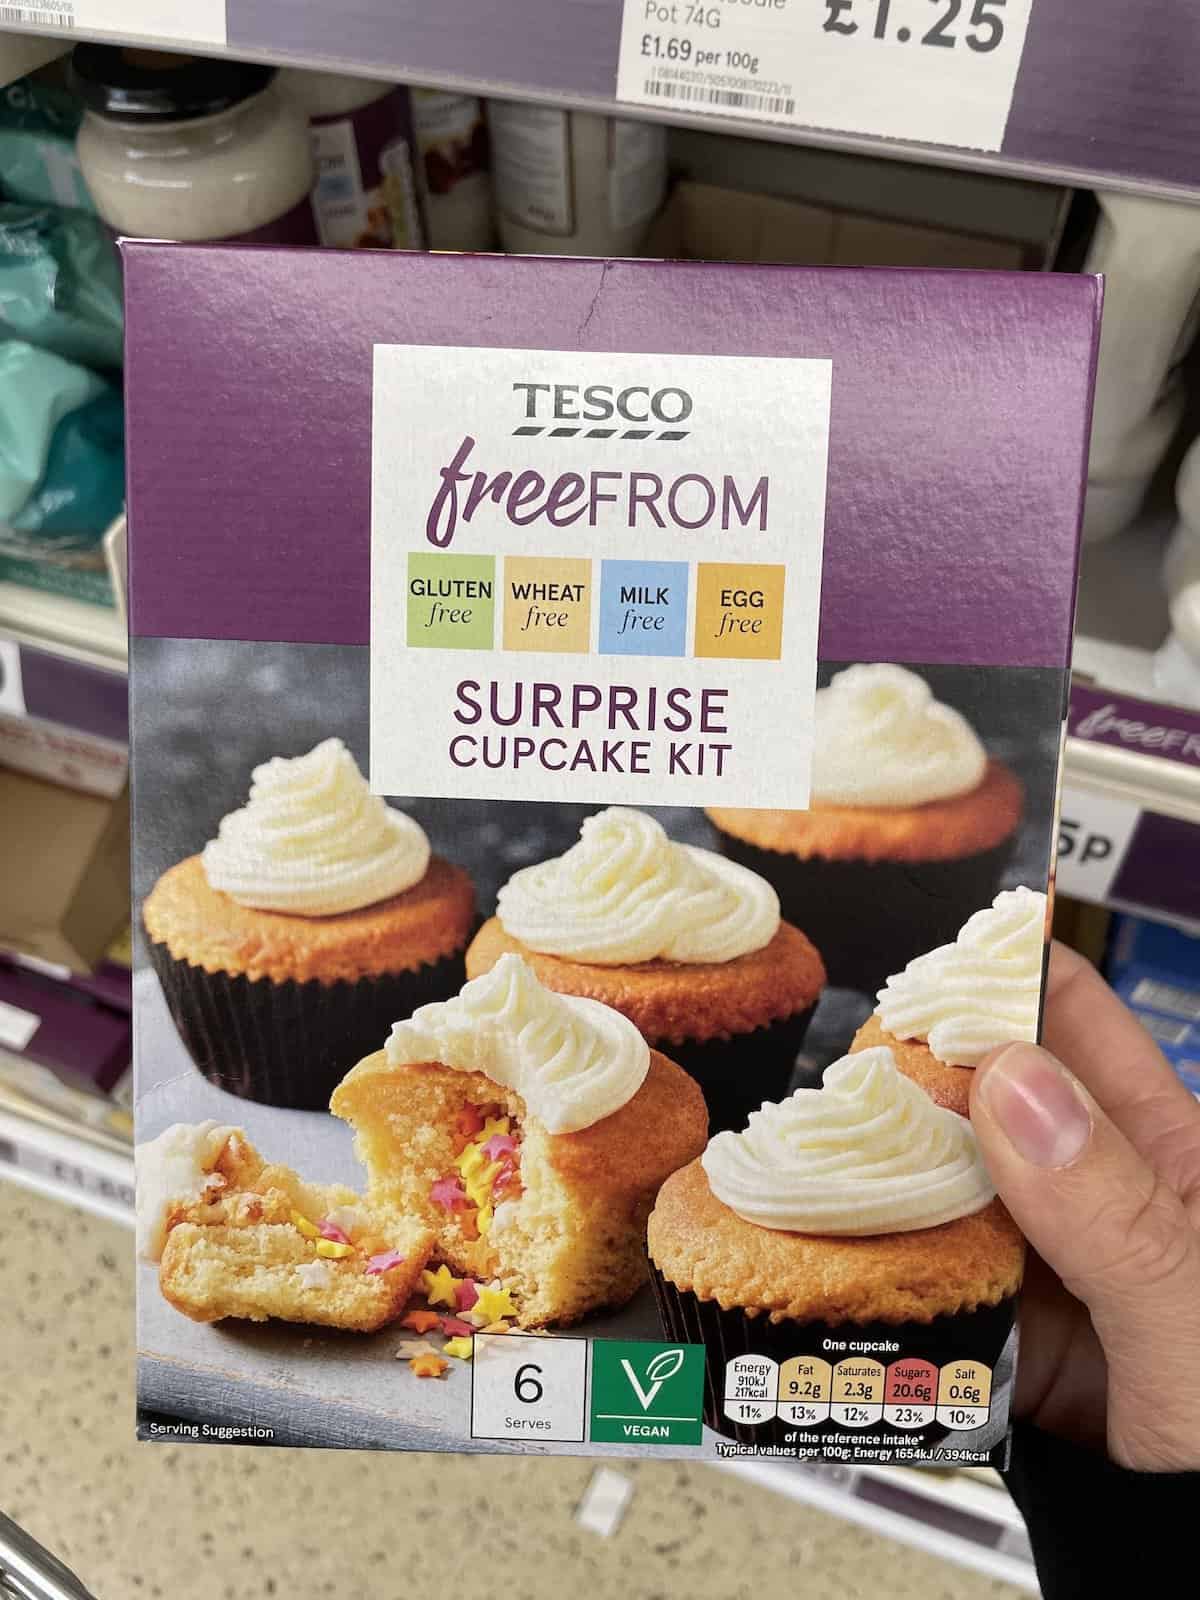 Pot 74G
£1.25
£1.69 per 100g
TESCO
freeFROM
GLUTEN free
WHEAT free
MILK free
EGG free
SURPRISE
CUPCAKE KIT
5p
6
Serves
VEGAN
Serving Suggestion
One cupcake
Energy 910kJ 217kcal 11%
Fat 9.2g 13%
Saturates 2.3g 12%
Sugars 20.6g 23%
Salt 0.6g 10%
of the reference intake*
Typical values per 100g: Energy 1654kJ / 394kcal